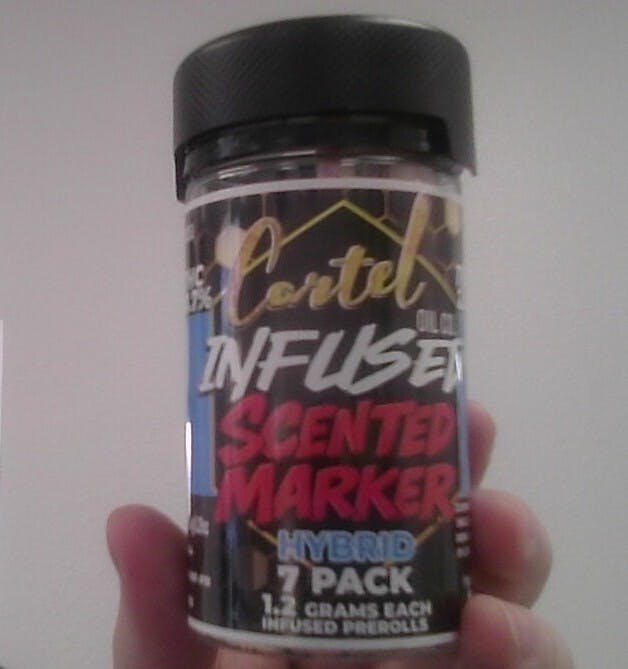 Cartel
OIL CO.
INFUSED
SCENTED
MARKER
HYBRID
7 PACK
1.2 GRAMS EACH
INFUSED PREROLLS